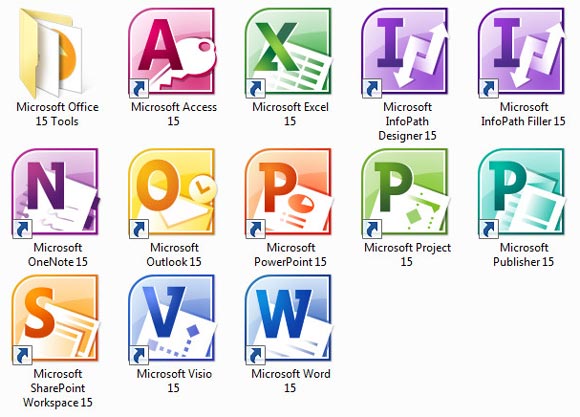 Microsoft Office
15 Tools
A
Microsoft Access
15
X
Microsoft Excel
15
I
Microsoft
InfoPath
Designer 15
I
Microsoft
InfoPath Filler 15
N
Microsoft
OneNote 15
O
Microsoft
Outlook 15
P
Microsoft
PowerPoint 15
P
Microsoft Project
15
P
Microsoft
Publisher 15
S
Microsoft
SharePoint
Workspace 15
V
Microsoft Visio
15
W
Microsoft Word
15